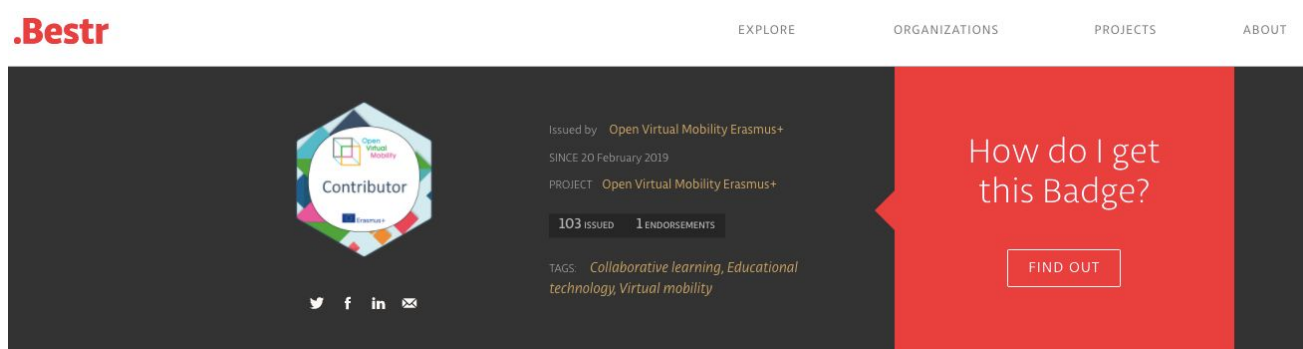 .Bestr
EXPLORE
ORGANIZATIONS
PROJECTS
ABOUT
Open
Virtual
Mobility
Contributor
Erasmus+
Issued by Open Virtual Mobility Erasmus+
SINCE 20 February 2019
PROJECT Open Virtual Mobility Erasmus+
103 ISSUED 1 ENDORSEMENTS
TAGS: Collaborative learning, Educational
technology, Virtual mobility
How do I get
this Badge?
FIND OUT